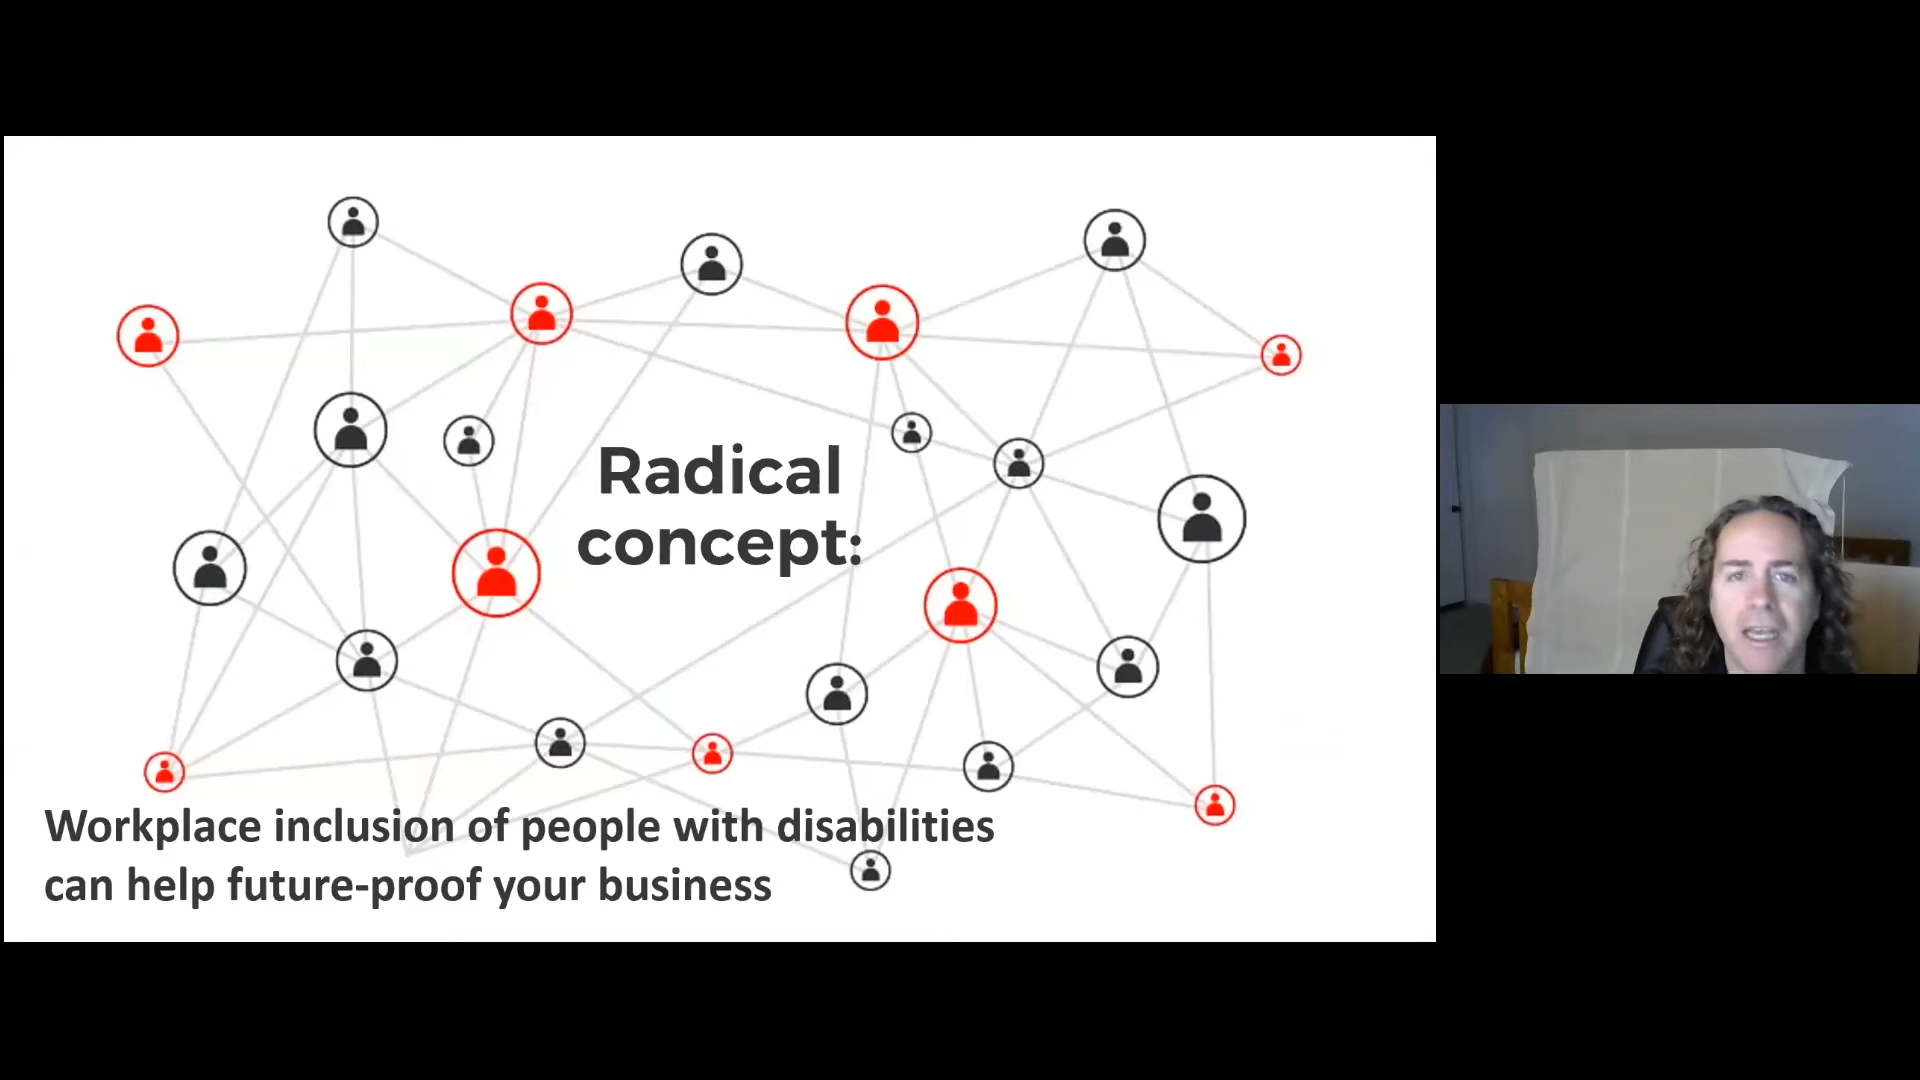 Radical
concept:
Workplace inclusion of people with disabilities
can help future-proof your business